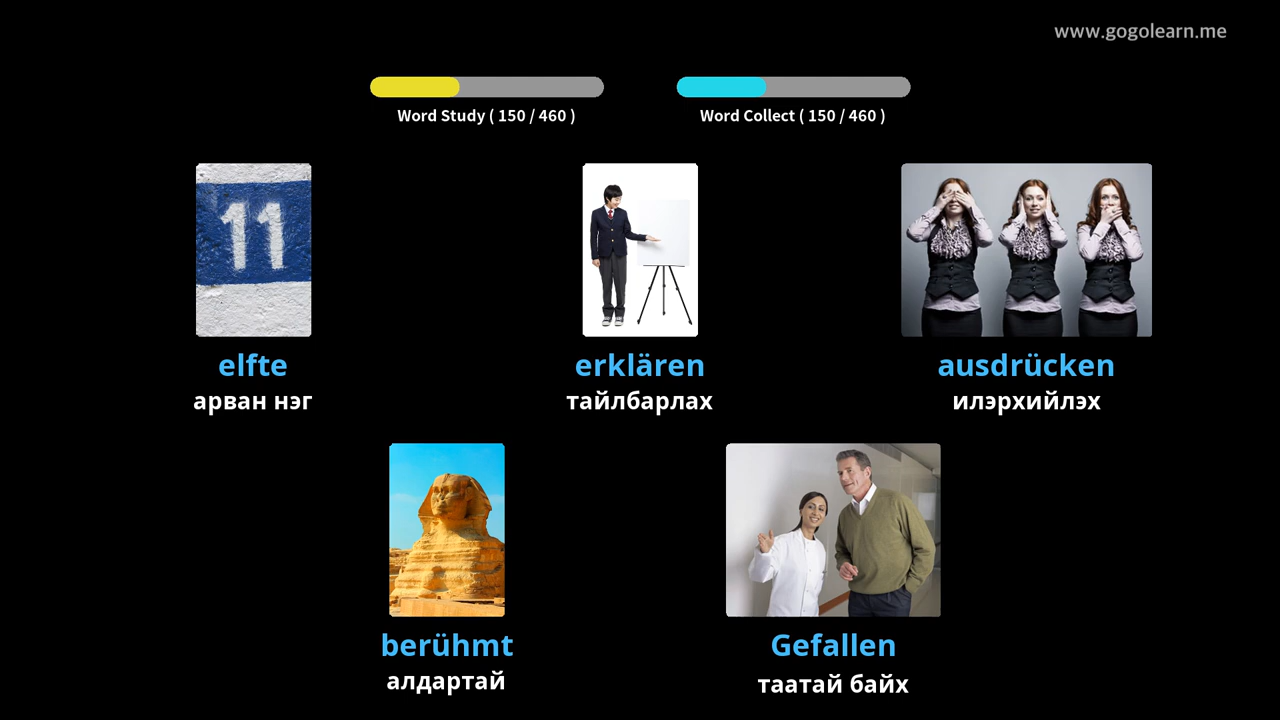 www.gogolearn.me
Word Study ( 150 / 460 )
Word Collect ( 150 / 460 )
11
elfte
арван нэг
erklären
тайлбарлах
ausdrücken
илэрхийлэх
berühmt
алдартай
Gefallen
таатай байх